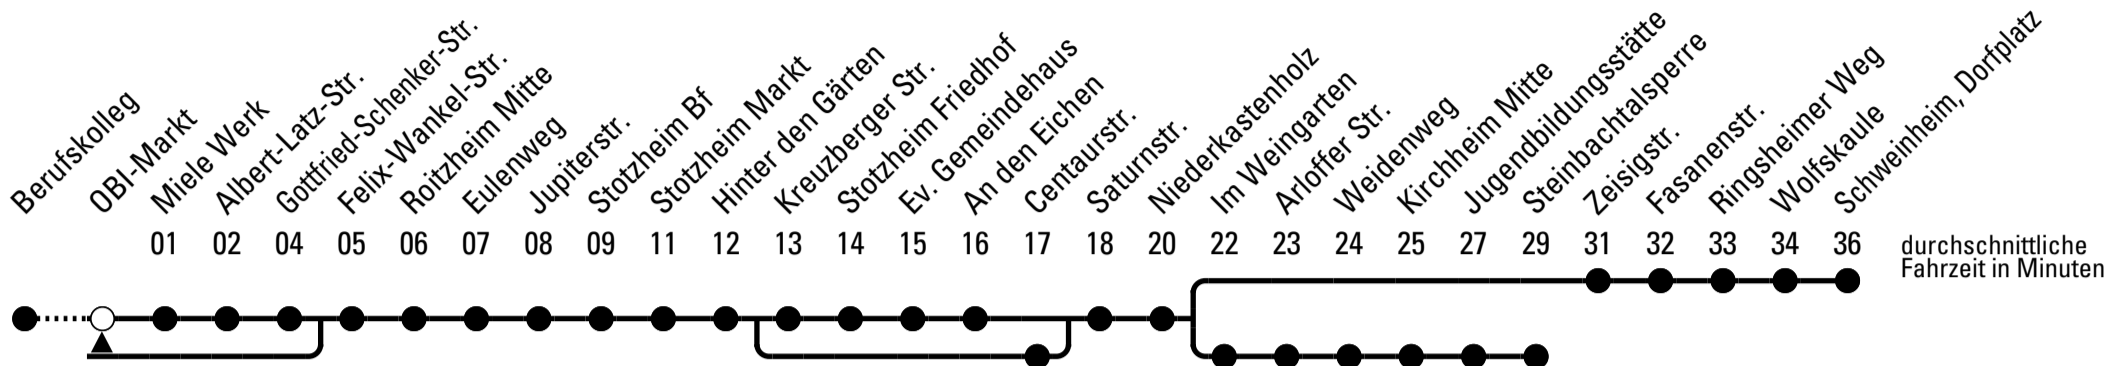 Berufskolleg
OBI-Markt
Miele Werk
Albert-Latz-Str.
Gottfried-Schenker-Str.
Felix-Wankel-Str.
Roitzheim Mitte
Eulenweg
Jupiterstr.
Stotzheim Bf
Stotzheim Markt
Hinter den Gärten
Kreuzberger Str.
Stotzheim Friedhof
Ev. Gemeindehaus
An den Eichen
Centaurstr.
Saturnstr.
Niederkastenholz
Im Weingarten
Arloffer Str.
Weidenweg
Kirchheim Mitte
Jugendbildungsstätte
Steinbachtalsperre
Zeisigstr.
Fasanenstr.
Ringsheimer Weg
Wolfskaule
Schweinheim, Dorfplatz
01 02 04 05 06 07 08 09 11 12 13 14 15 16 17 18 20 22 23 24 25 27 29 31 32 33 34 36
durchschnittliche
Fahrzeit in Minuten